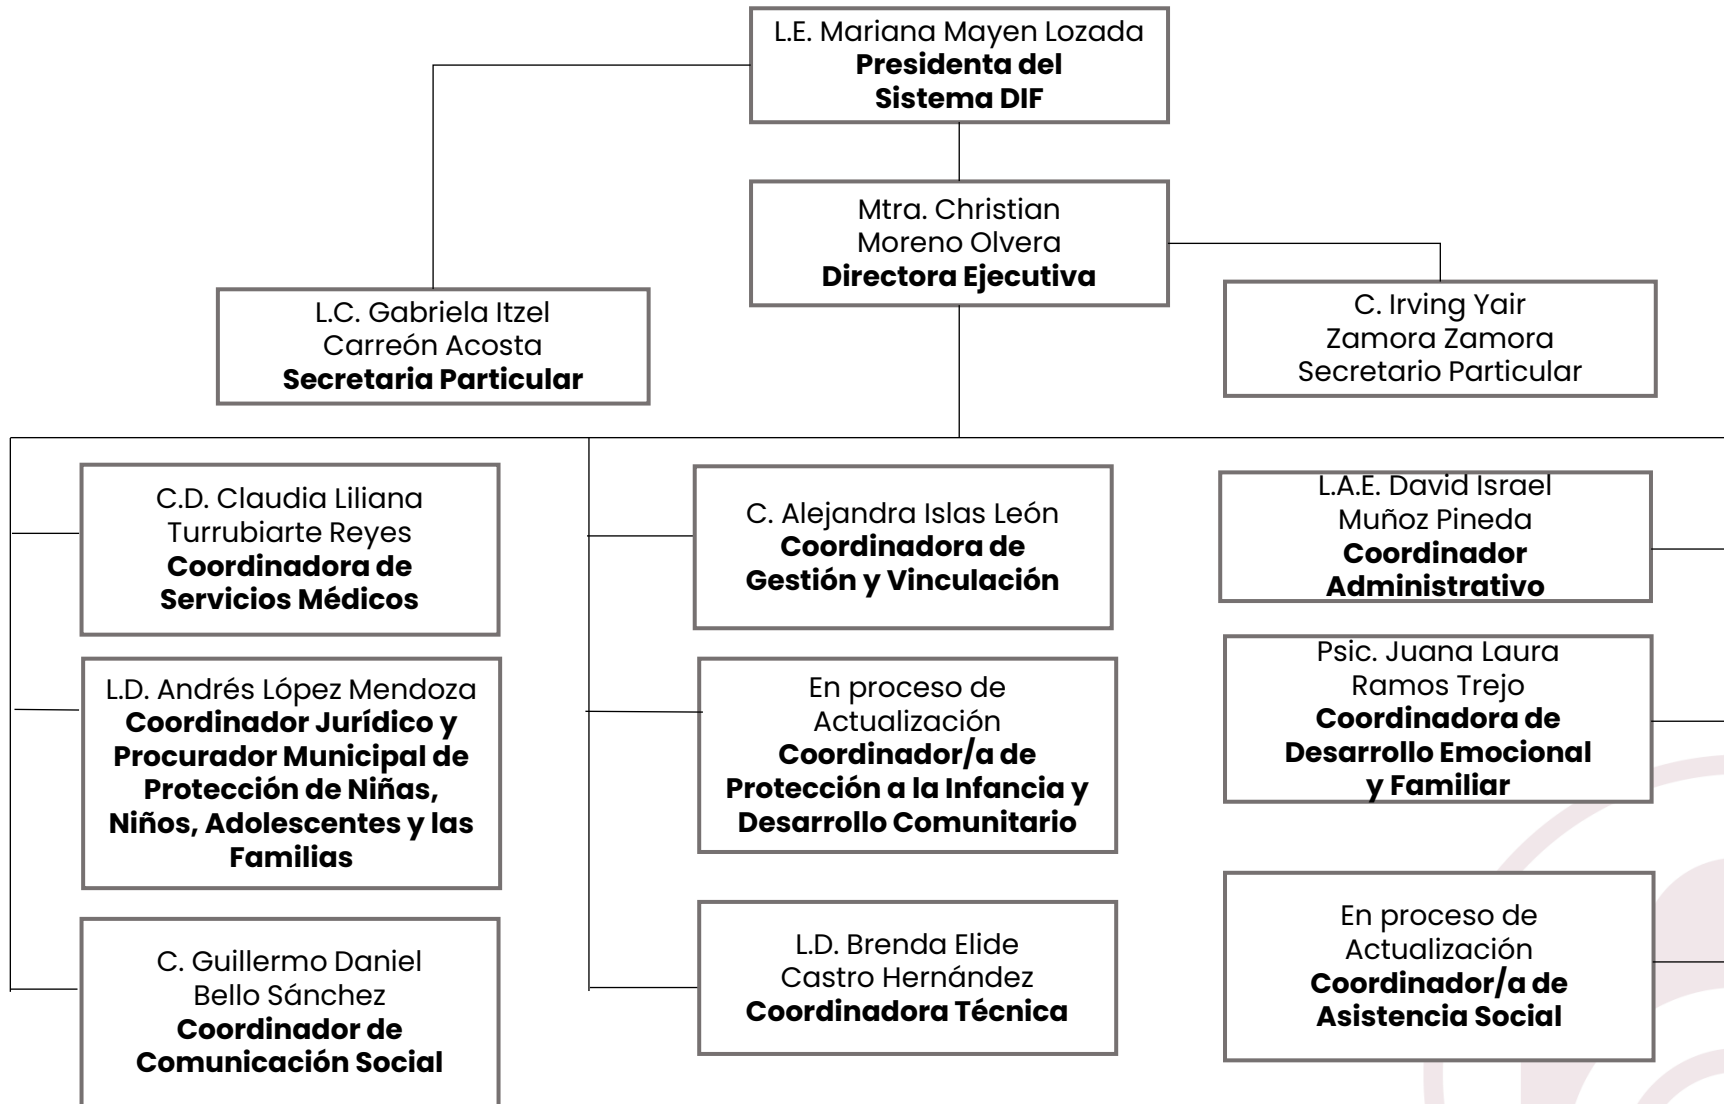 L.E. Mariana Mayen Lozada
Presidenta del
Sistema DIF
Mtra. Christian
Moreno Olvera
Directora Ejecutiva
L.C. Gabriela Itzel
Carreón Acosta
Secretaria Particular
C. Irving Yair
Zamora Zamora
Secretario Particular
C.D. Claudia Liliana
Turrubiarte Reyes
Coordinadora de
Servicios Médicos
C. Alejandra Islas León
Coordinadora de
Gestión y Vinculación
L.A.E. David Israel
Muñoz Pineda
Coordinador
Administrativo
L.D. Andrés López Mendoza
Coordinador Jurídico y
Procurador Municipal de
Protección de Niñas,
Niños, Adolescentes y las
Familias
En proceso de
Actualización
Coordinador/a de
Protección a la Infancia y
Desarrollo Comunitario
Psic. Juana Laura
Ramos Trejo
Coordinadora de
Desarrollo Emocional
y Familiar
C. Guillermo Daniel
Bello Sánchez
Coordinador de
Comunicación Social
L.D. Brenda Elide
Castro Hernández
Coordinadora Técnica
En proceso de
Actualización
Coordinador/a de
Asistencia Social